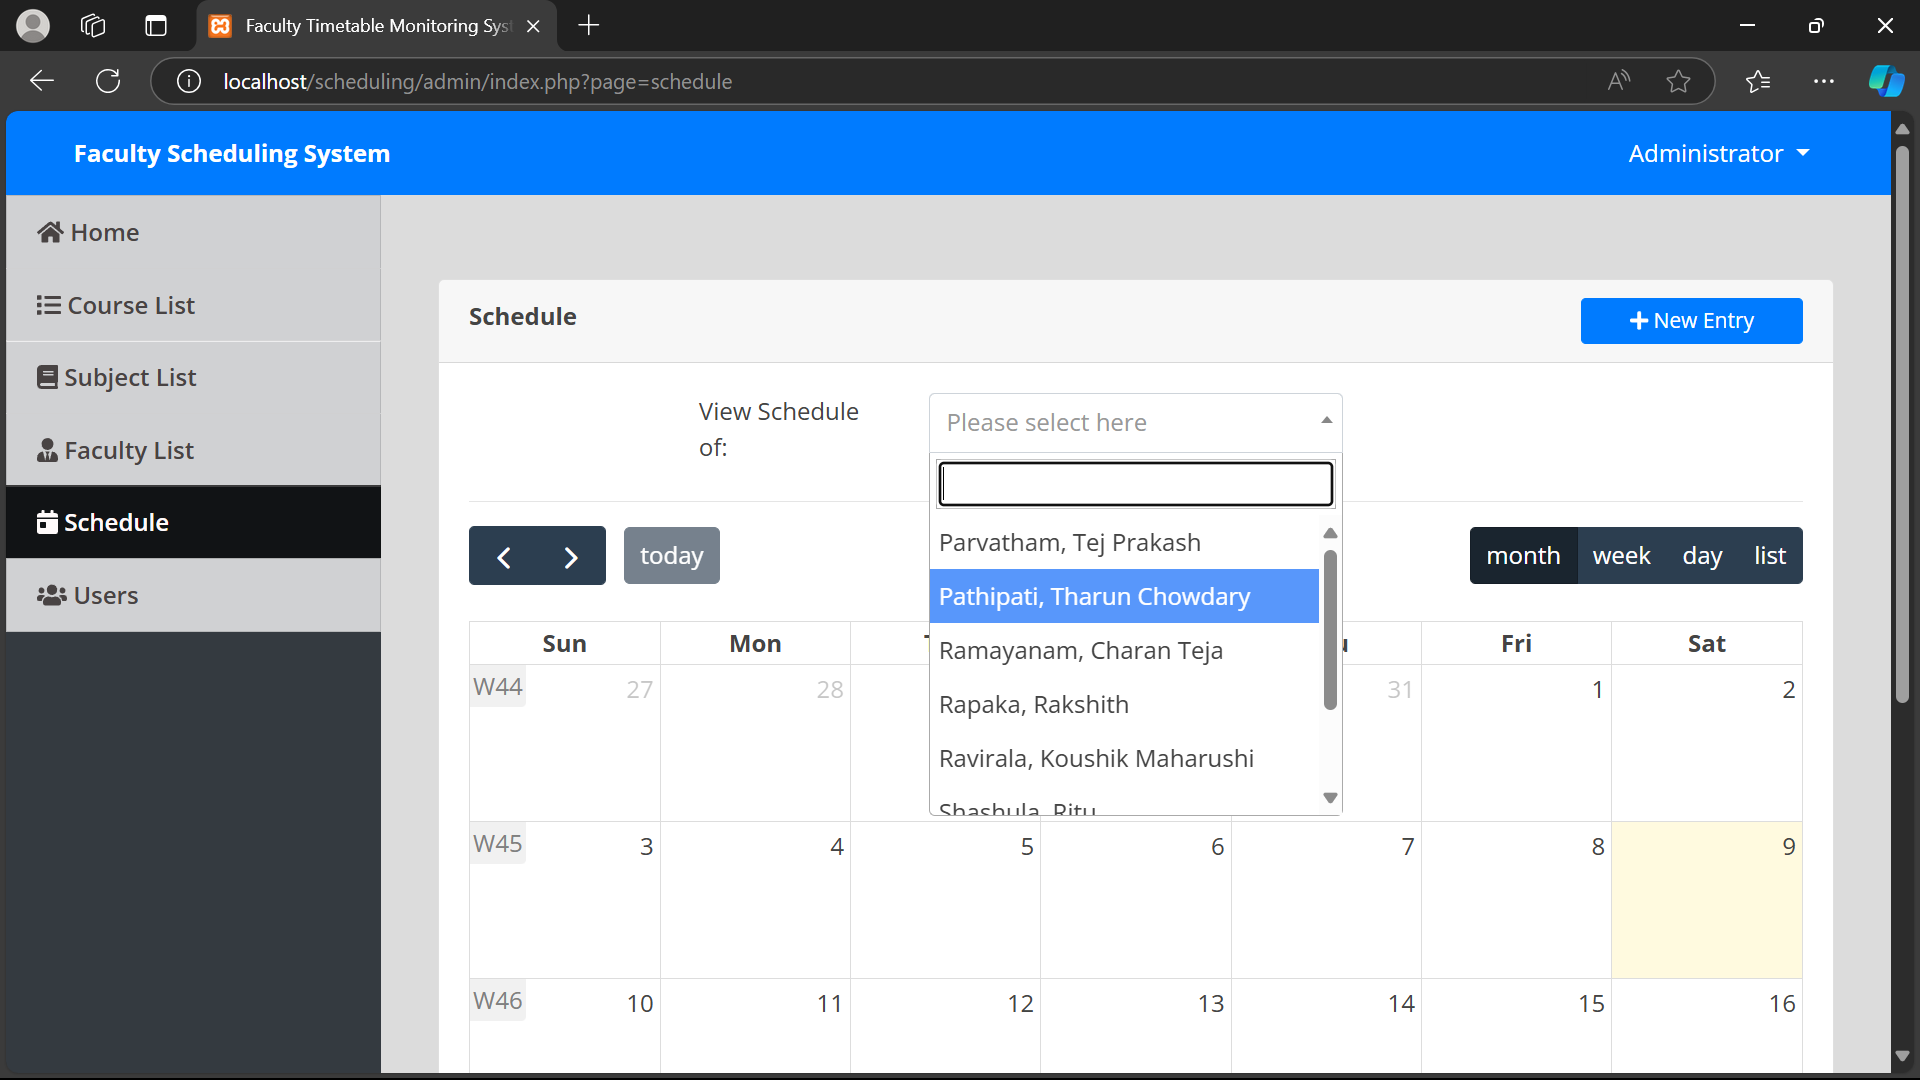 Faculty Timetable Monitoring Sys
localhost/scheduling/admin/index.php?page=schedule
Faculty Scheduling System
Administrator
Home
Course List
Subject List
Faculty List
Schedule
Users
Schedule
New Entry
View Schedule
of:
Please select here
Parvatham, Tej Prakash
Pathipati, Tharun Chowdary
Ramayanam, Charan Teja
Rapaka, Rakshith
Ravirala, Koushik Maharushi
Shashula, Ritu
today
month week day list
Sun Mon Fri Sat
W44 27 28 31 1 2
W45 3 4 5 6 7 8 9
W46 10 11 12 13 14 15 16